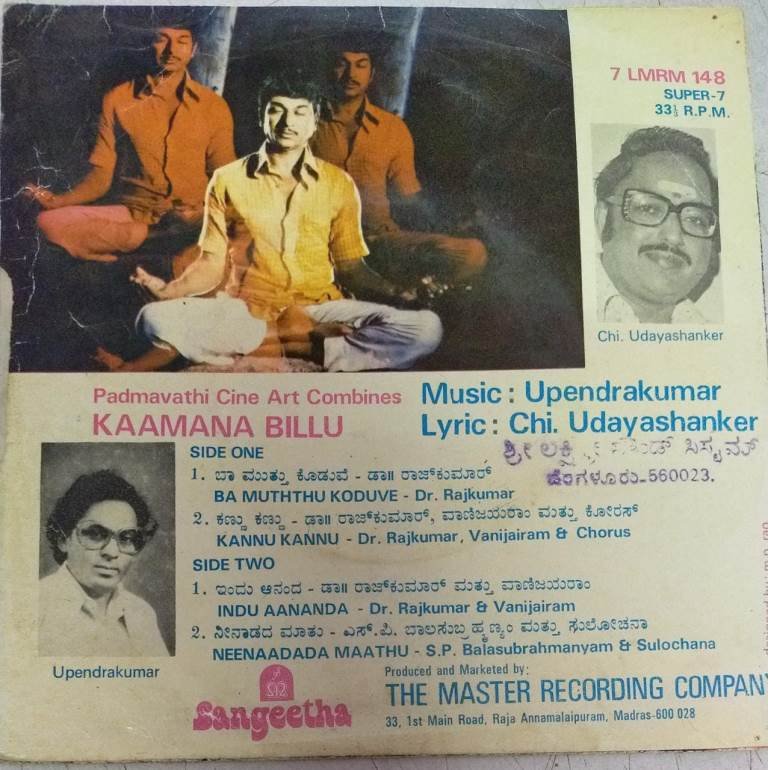 7 LMRM 148
SUPER-7
33⅓ R.P.M.
Chi. Udayashanker
Padmavathi Cine Art Combines
KAAMANA BILLU
Music : Upendrakumar
Lyric : Chi. Udayashanker
ಶ್ರೀ ಲಕ್ಷ್ಮೀ ಸೌಂಡ್ ಸಿಸ್ಟಮ್
ಬೆಂಗಳೂರು-560023.
SIDE ONE
1. ಬಾ ಮುತ್ತು ಕೊಡುವೆ - ಡಾ॥ ರಾಜ್‌ಕುಮಾರ್
BA MUTHTHU KODUVE - Dr. Rajkumar
2. ಕಣ್ಣು ಕಣ್ಣು - ಡಾ॥ ರಾಜ್‌ಕುಮಾರ್, ವಾಣಿಜಯರಾಂ ಮತ್ತು ಕೋರಸ್
KANNU KANNU - Dr. Rajkumar, Vanijairam & Chorus
SIDE TWO
1. ಇಂದು ಆನಂದ - ಡಾ॥ ರಾಜ್‌ಕುಮಾರ್ ಮತ್ತು ವಾಣಿಜಯರಾಂ
INDU AANANDA - Dr. Rajkumar & Vanijairam
2. ನೀನಾಡದ ಮಾತು - ಎಸ್.ಪಿ. ಬಾಲಸುಬ್ರಹ್ಮಣ್ಯಂ ಮತ್ತು ಸುಲೋಚನಾ
NEENAADADA MAATHU - S.P. Balasubrahmanyam & Sulochana
Upendrakumar
Sangeetha
Produced and Marketed by:
THE MASTER RECORDING COMPANY
33, 1st Main Road, Raja Annamalaipuram, Madras-600 028